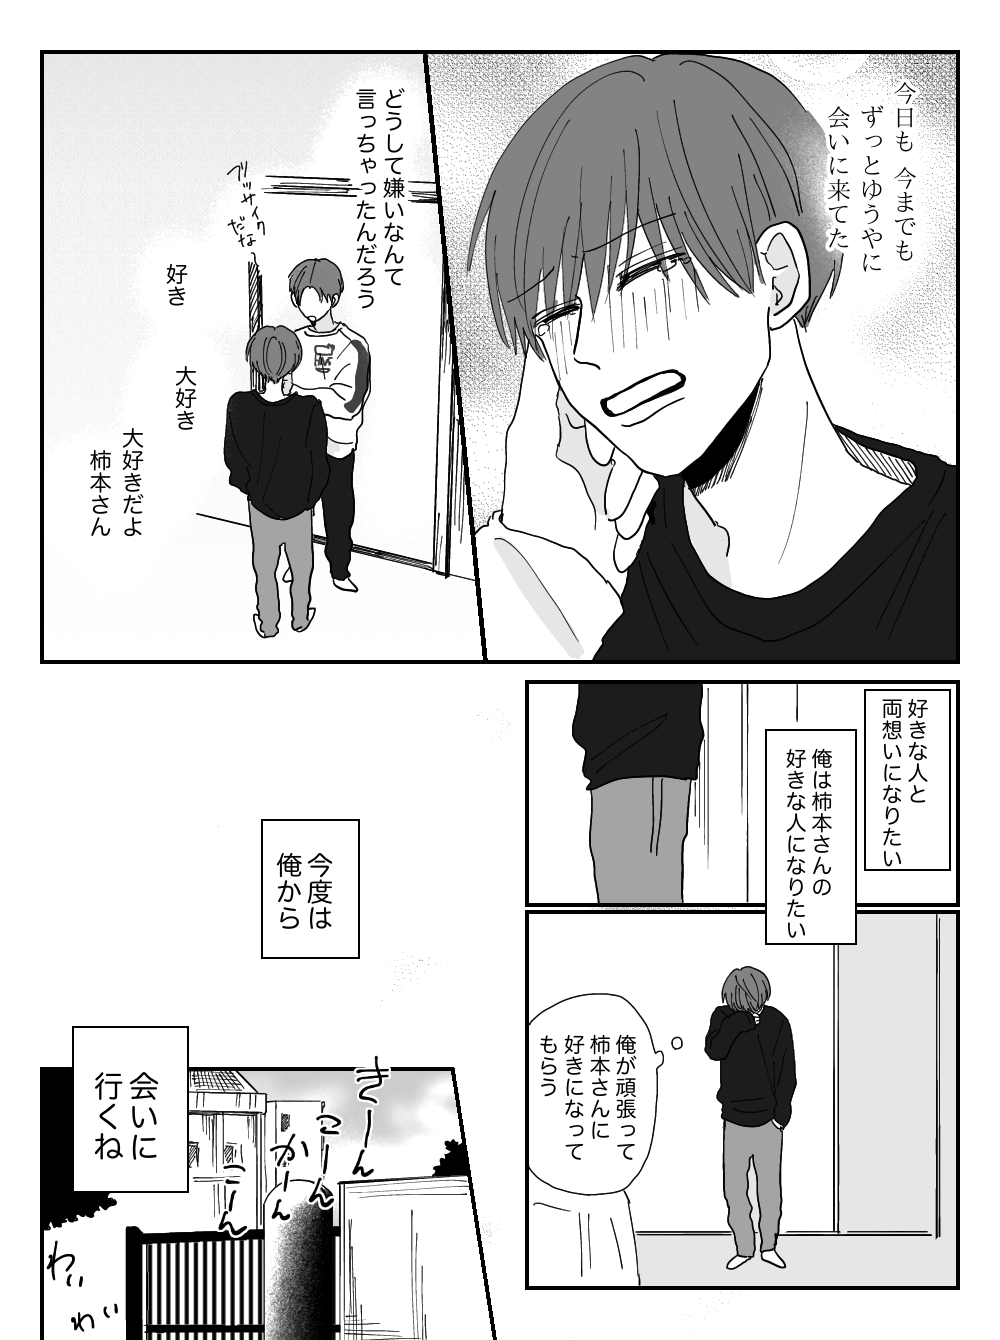 今日も 今までも
ずっとゆうやに
会いに来てた
どうして嫌いなんて
言っちゃったんだろう
ブッサイク
だな
好き
大好き
大好きだよ
柿本さん
好きな人と
両想いになりたい
俺は柿本さんの
好きな人になりたい
俺が頑張って
柿本さんに
好きになって
もらう
今度は
俺から
会いに
行くね
きーん
こーん
かーん
こーん
わい
わい